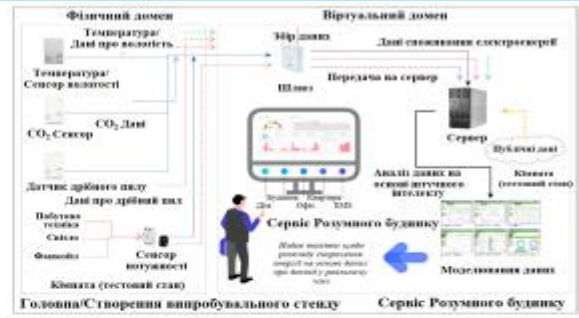 Фізичний домен
Віртуальний домен
Температура/
Дані про вологість
Збір даних
Дані споживання електроенергії
Температура/
Сенсор вологості
Передача на сервер
Шлюз
CO₂ Дані
CO₂ Сенсор
Сервер
Публічні дані
Датчик дрібного пилу
Дані про дрібний пил
Аналіз даних на
основі штучного
інтелекту
Кімната
(тестовий стан)
Побутова
техніка
Світло
Сенсор
потужності
Офіс
Сервіс Розумного будинку
Моделювання даних
Кімната (тестовий стан)
Головна/Створення випробувального стенду
Сервіс Розумного будинку